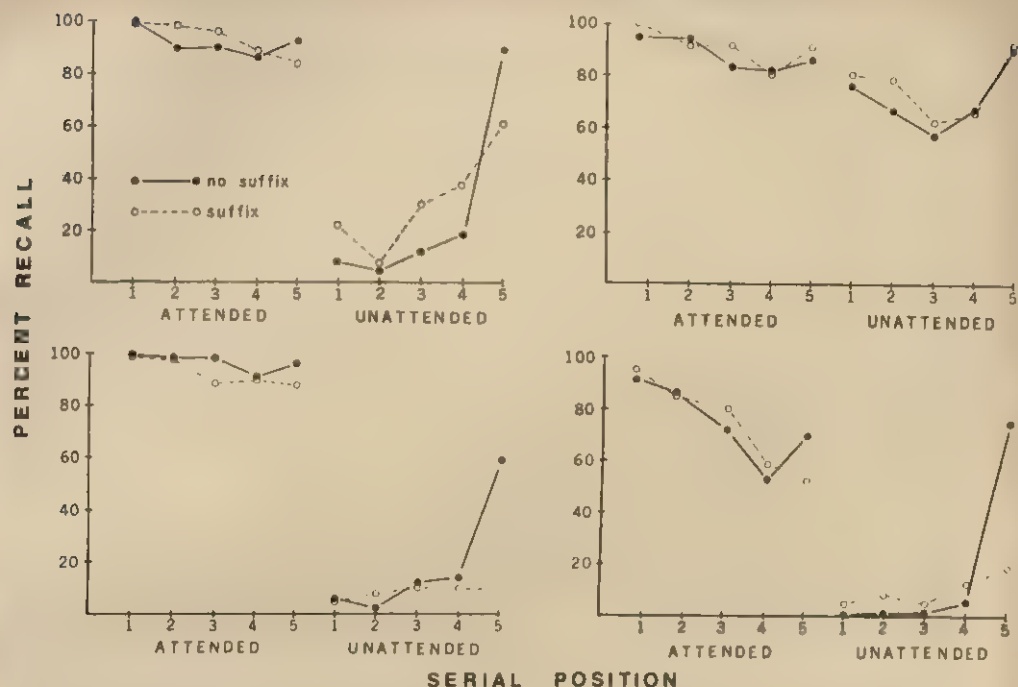 PERCENT RECALL
100
80
60
40
20
no suffix
suffix
1 2 3 4 5 1 2 3 4 5
ATTENDED UNATTENDED
100
80
60
40
20
1 2 3 4 5 1 2 3 4 5
ATTENDED UNATTENDED
100
80
60
40
20
1 2 3 4 5 1 2 3 4 5
ATTENDED UNATTENDED
100
80
60
40
20
1 2 3 4 5 1 2 3 4 5
ATTENDED UNATTENDED
SERIAL POSITION